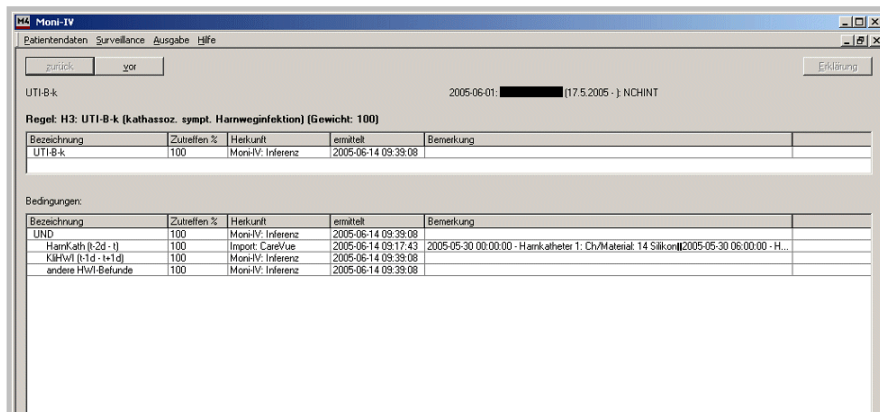 M4 Moni-IV
Patientendaten Surveillance Ausgabe Hilfe
zurück vor Erklärung
UTI-B-k 2005-06-01: (17.5.2005 - ): NCHINT
Regel: H3: UTI-B-k (kathassoz. sympt. Harnweginfektion) (Gewicht: 100)
Bezeichnung Zutreffen % Herkunft ermittelt Bemerkung
UTI-B-k 100 Moni-IV: Inferenz 2005-06-14 09:39:08
Bedingungen:
Bezeichnung Zutreffen % Herkunft ermittelt Bemerkung
UND 100 Moni-IV: Inferenz 2005-06-14 09:39:08
HarnKath (t-2d - t) 100 Import: CareVue 2005-06-14 09:17:43 2005-05-30 00:00:00 - Harnkatheter 1: Ch/Material: 14 Silikon||2005-05-30 06:00:00 - H...
KliHWI (t-1d - t+1d) 100 Moni-IV: Inferenz 2005-06-14 09:39:08
andere HWI-Befunde 100 Moni-IV: Inferenz 2005-06-14 09:39:08